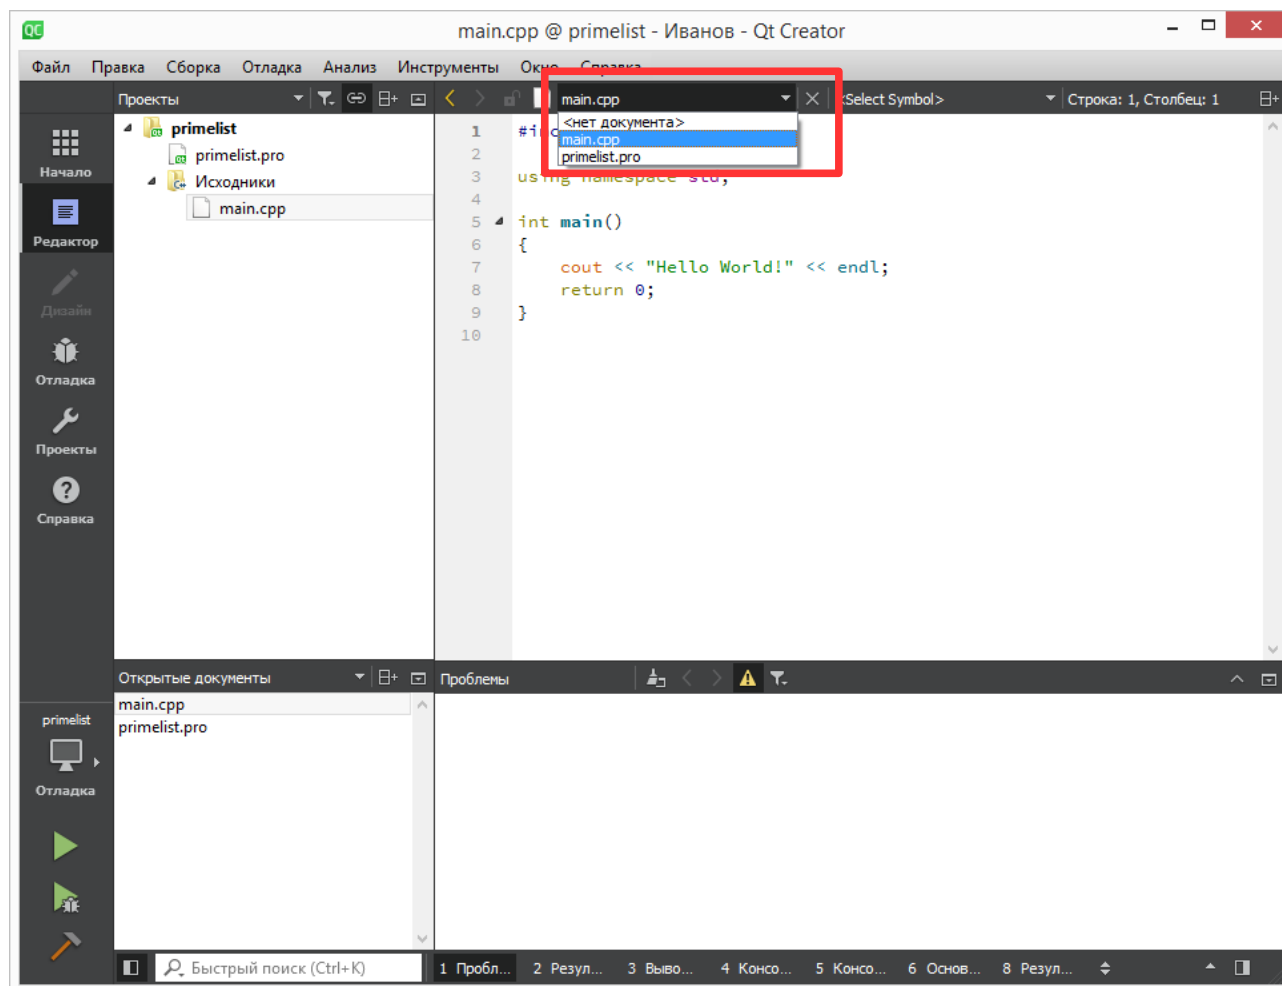 QC
main.cpp @ primelist - Иванов - Qt Creator
Файл Правка Сборка Отладка Анализ Инструменты Окно Справка
Проекты
main.cpp
<Select Symbol>
Строка: 1, Столбец: 1
<нет документа>
main.cpp
primelist.pro
Начало
Редактор
Дизайн
Отладка
Проекты
Справка
primelist
primelist.pro
Исходники
main.cpp
1 #inc
2
3 using namespace std;
4
5 int main()
6 {
7 cout << "Hello World!" << endl;
8 return 0;
9 }
10
Открытые документы
main.cpp
primelist.pro
Проблемы
primelist
Отладка
Быстрый поиск (Ctrl+K)
1 Пробл... 2 Резул... 3 Выво... 4 Консо... 5 Консо... 6 Основ... 8 Резул...